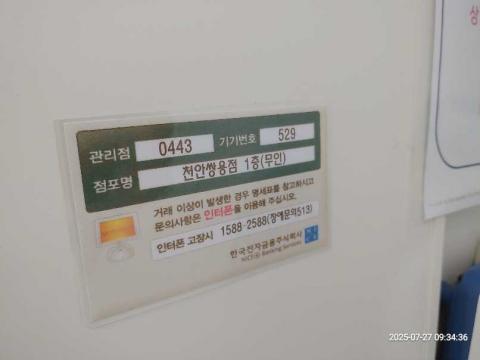 상
관리점 0443 기기번호 529
점포명 천안쌍용점 1층(무인)
거래 이상이 발생한 경우 명세표를 참고하시고
문의사항은 인터폰을 이용해 주십시오.
인터폰 고장시 1588-2588(장애문의513)
한국전자금융주식회사
NICE Banking Services
2025-07-27 09:34:36